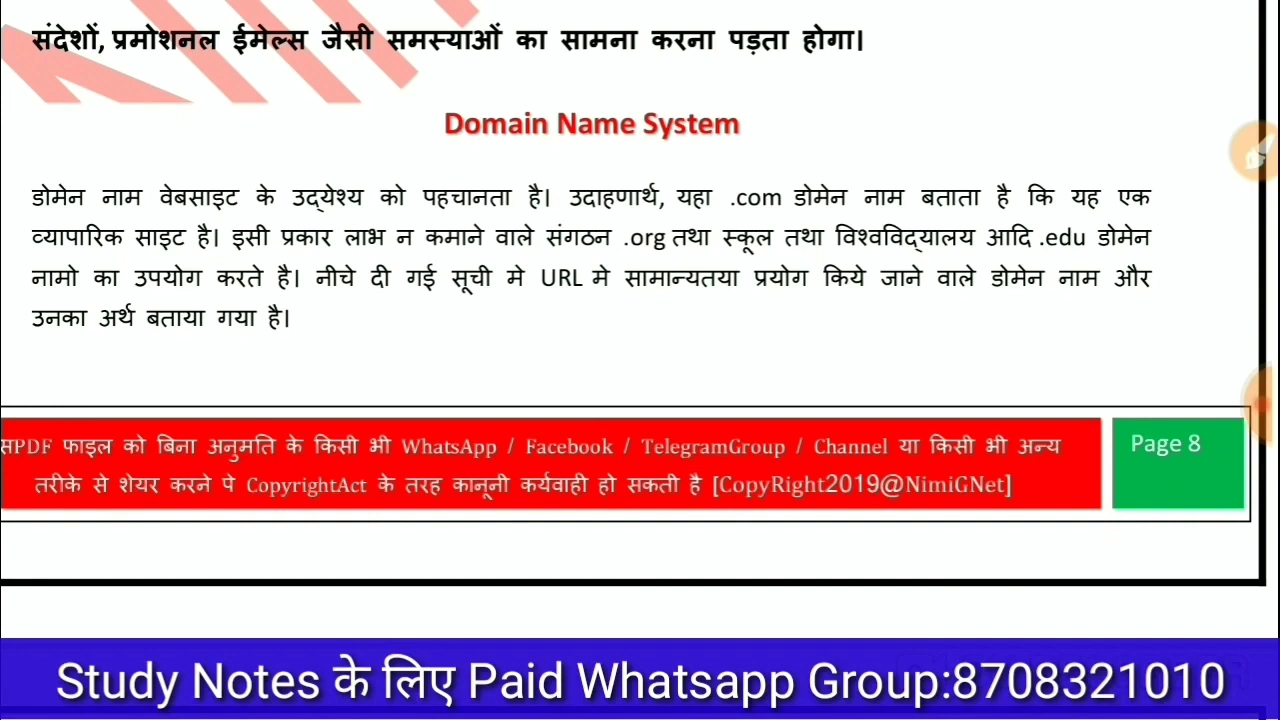 संदेशों, प्रमोशनल ईमेल्स जैसी समस्याओं का सामना करना पड़ता होगा।
Domain Name System
डोमेन नाम वेबसाइट के उद्येश्य को पहचानता है। उदाहणार्थ, यहा .com डोमेन नाम बताता है कि यह एक
व्यापारिक साइट है। इसी प्रकार लाभ न कमाने वाले संगठन .org तथा स्कूल तथा विश्वविद्यालय आदि .edu डोमेन
नामो का उपयोग करते है। नीचे दी गई सूची मे URL मे सामान्यतया प्रयोग किये जाने वाले डोमेन नाम और
उनका अर्थ बताया गया है।
सPDF फाइल को बिना अनुमति के किसी भी WhatsApp / Facebook / TelegramGroup / Channel या किसी भी अन्य
तरीके से शेयर करने पे CopyrightAct के तरह कानूनी कर्यवाही हो सकती है [CopyRight2019@NimiGNet]
Page 8
Study Notes के लिए Paid Whatsapp Group:8708321010